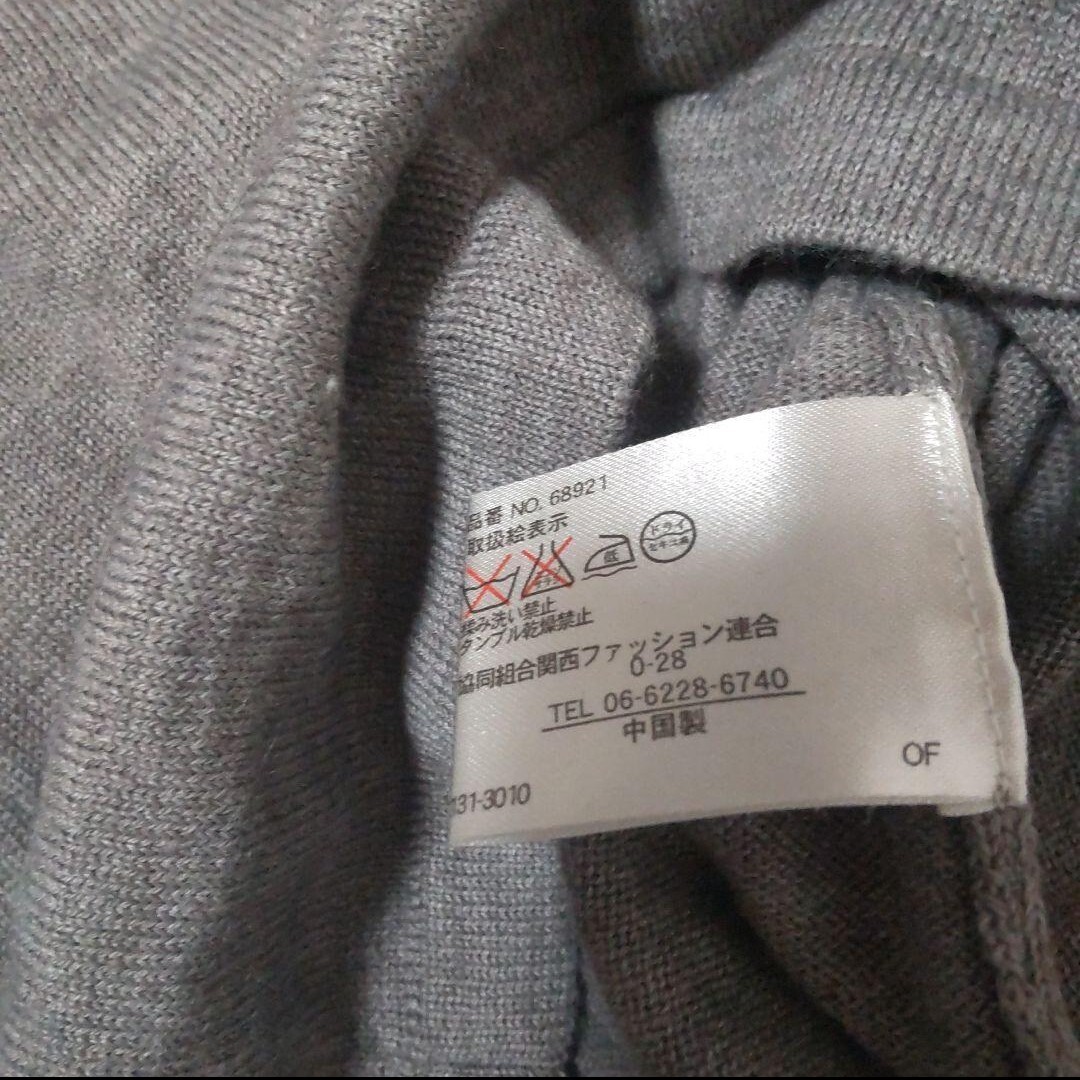 品番 NO. 68921
取扱絵表示
低 ドライ セキユ系
揉み洗い禁止
タンブル乾燥禁止
協同組合関西ファッション連合
0-28
TEL 06-6228-6740
中国製
OF
131-3010